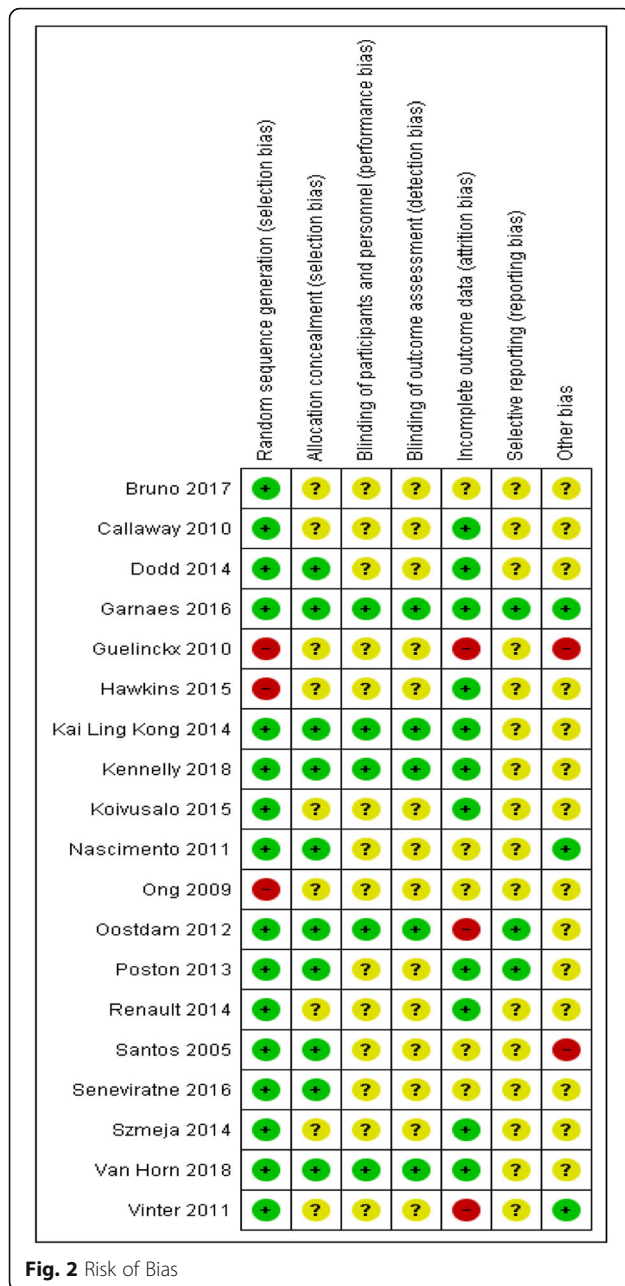 Random sequence generation (selection bias)
Allocation concealment (selection bias)
Blinding of participants and personnel (performance bias)
Blinding of outcome assessment (detection bias)
Incomplete outcome data (attrition bias)
Selective reporting (reporting bias)
Other bias
Bruno 2017 + ? ? ? ? ? ?
Callaway 2010 + ? ? ? + ? ?
Dodd 2014 + + ? ? + ? ?
Garnaes 2016 + + + + + + +
Guelinckx 2010 - ? ? ? - ? -
Hawkins 2015 - ? ? ? + ? ?
Kai Ling Kong 2014 + + + + + ? ?
Kennelly 2018 + + + + + ? ?
Koivusalo 2015 + ? ? ? + ? ?
Nascimento 2011 + + ? ? ? ? +
Ong 2009 - ? ? ? ? ? ?
Oostdam 2012 + + + + - + ?
Poston 2013 + + ? ? + + ?
Renault 2014 + ? ? ? + ? ?
Santos 2005 + + ? ? ? ? -
Seneviratne 2016 + + ? ? ? ? ?
Szmeja 2014 + ? ? ? + ? ?
Van Horn 2018 + + + + + ? ?
Vinter 2011 + ? ? ? - ? +
Fig. 2 Risk of Bias